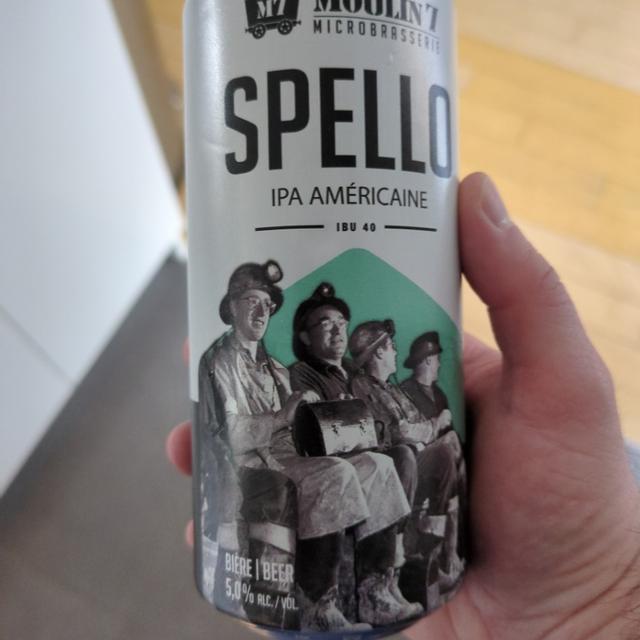 M7
MOULIN 7
MICROBRASSERIE
SPELLO
IPA AMÉRICAINE
IBU 40
BIÈRE | BEER
5,0% ALC. / VOL.